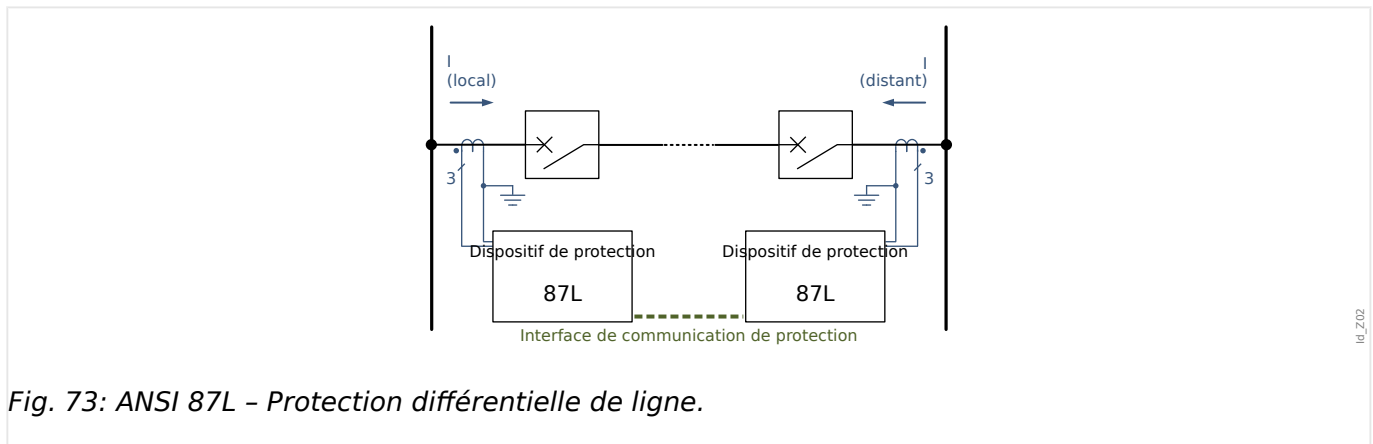 I
(local)
I
(distant)
3
3
Dispositif de protection
87L
Dispositif de protection
87L
Interface de communication de protection
Id_Z02
Fig. 73: ANSI 87L – Protection différentielle de ligne.